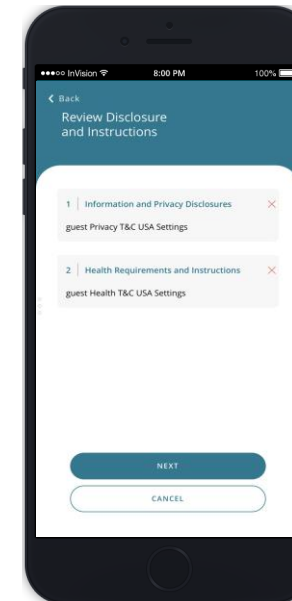 InVision 8:00 PM 100%
Back
Review Disclosure
and Instructions
1 | Information and Privacy Disclosures
guest Privacy T&C USA Settings
2 | Health Requirements and Instructions
guest Health T&C USA Settings
NEXT
CANCEL